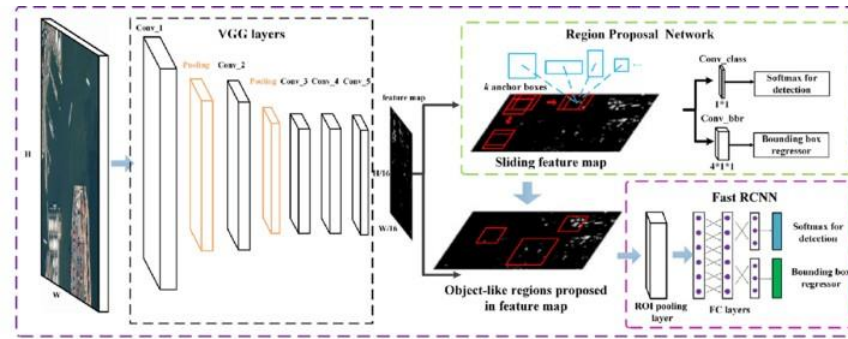 VGG layers
Conv_1
Pooling
Conv_2
Pooling
Conv_3
Conv_4
Conv_5
H
W
feature map
H/16
W/16
Region Proposal Network
4 anchor boxes
Sliding feature map
Conv_class
1*1
Softmax for
detection
Conv_bbr
4*1*1
Bounding box
regressor
Object-like regions proposed
in feature map
Fast RCNN
ROI pooling
layer
FC layers
Softmax for
detection
Bounding box
regressor